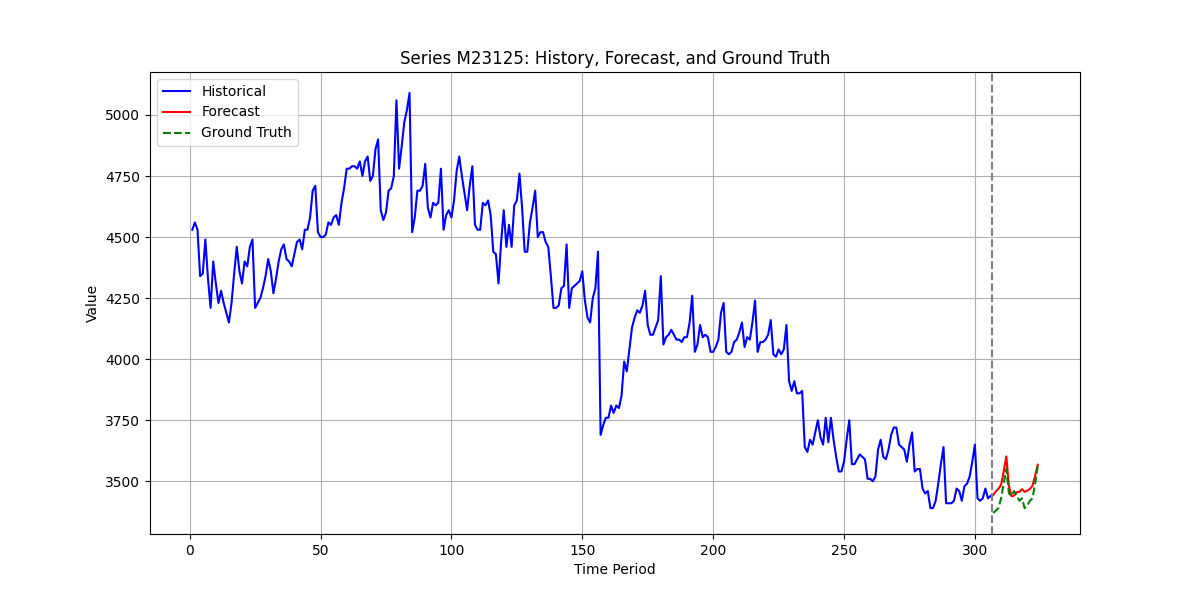 Series M23125: History, Forecast, and Ground Truth
Historical
Forecast
Ground Truth
5000
4750
4500
4250
4000
3750
3500
Value
0 50 100 150 200 250 300
Time Period